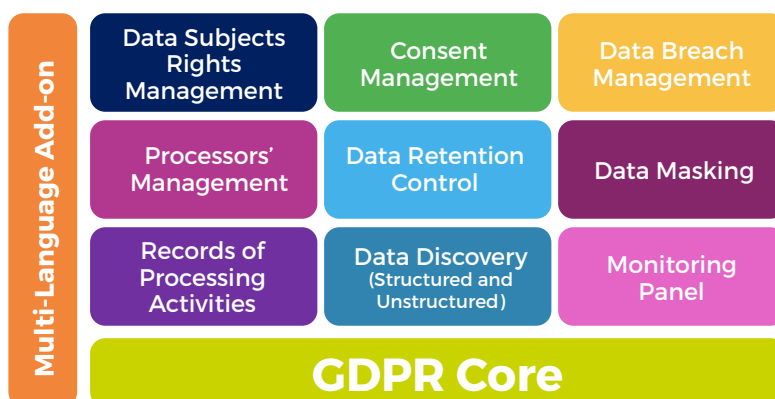 Multi-Language Add-on
Data Subjects
Rights
Management
Consent
Management
Data Breach
Management
Processors'
Management
Data Retention
Control
Data Masking
Records of
Processing
Activities
Data Discovery
(Structured and
Unstructured)
Monitoring
Panel
GDPR Core